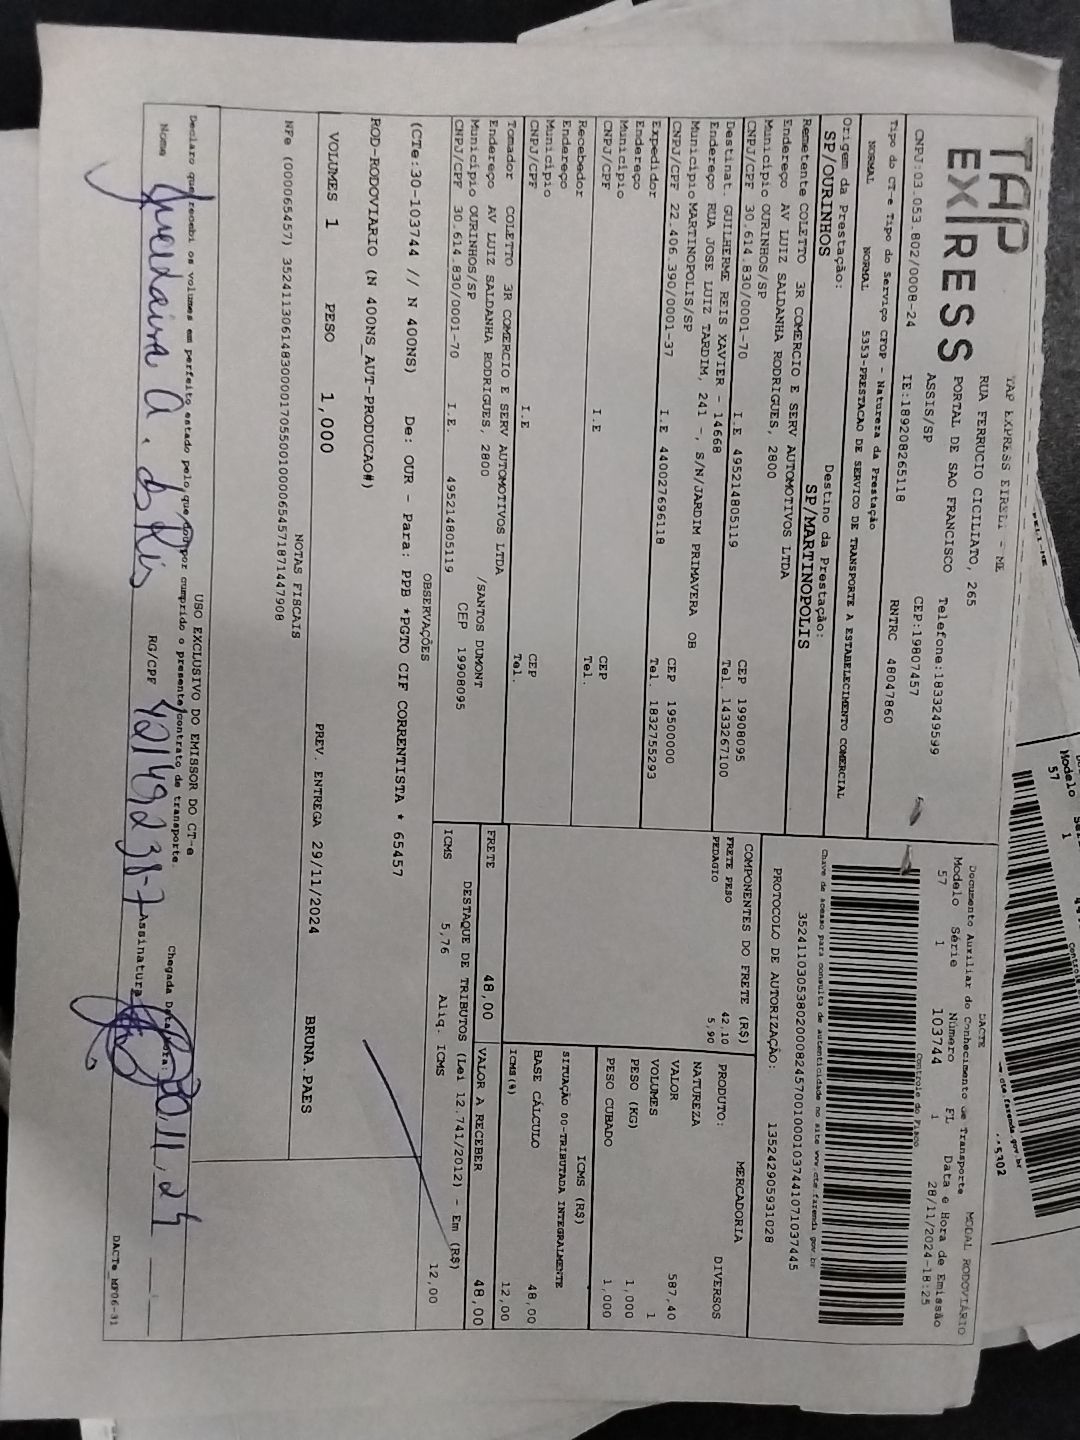 TAP
EXPRESS
TAP EXPRESS EIRELI - ME
RUA FERRUCIO CICILIATO, 265
PORTAL DE SAO FRANCISCO Telefone:1833249599
ASSIS/SP CEP:19807457
CNPJ:03.053.802/0008-24 IE:189208265118 RNTRC 48047860
Tipo do CT-e Tipo do Serviço CFOP - Natureza da Prestação
NORMAL NORMAL 5353-PRESTACAO DE SERVICO DE TRANSPORTE A ESTABELECIMENTO COMERCIAL
Origem da Prestação: Destino da Prestação:
SP/OURINHOS SP/MARTINOPOLIS
Remetente COLETTO 3R COMERCIO E SERV AUTOMOTIVOS LTDA
Endereço AV LUIZ SALDANHA RODRIGUES, 2800
Município OURINHOS/SP CEP 19908095
CNPJ/CPF 30.614.830/0001-70 I.E 495214805119 Tel. 1433267100
Destinat. GUILHERME REIS XAVIER - 14668
Endereço RUA JOSE LUIZ TARDIM, 241 -, S/N/JARDIM PRIMAVERA OB
Município MARTINOPOLIS/SP CEP 19500000
CNPJ/CPF 22.406.390/0001-37 I.E 440027696118 Tel. 1832755293
Expedidor
Endereço
Município CEP
CNPJ/CPF I.E Tel.
Recebedor
Endereço
Município CEP
CNPJ/CPF I.E Tel.
Tomador COLETTO 3R COMERCIO E SERV AUTOMOTIVOS LTDA
Endereço AV LUIZ SALDANHA RODRIGUES, 2800 /SANTOS DUMONT
Município OURINHOS/SP CEP 19908095
CNPJ/CPF 30.614.830/0001-70 I.E. 495214805119
DACTE MODAL RODOVIÁRIO
Documento Auxiliar do Conhecimento de Transporte
Modelo Série Número FL Data e Hora de Emissão
57 1 103744 1 28/11/2024-18:25
Controle do Fisco
Chave de acesso para consulta de autenticidade no site www.cte.fazenda.gov.br
35241103053802000824570010001037441071037445
PROTOCOLO DE AUTORIZAÇÃO: 135242905931028
COMPONENTES DO FRETE (R$)
FRETE PESO 42,10
PEDAGIO 5,90
FRETE 48,00
MERCADORIA
PRODUTO: DIVERSOS
NATUREZA
VALOR 587,40
VOLUMES 1
PESO (KG) 1,000
PESO CUBADO 1,000
ICMS (R$)
SITUAÇÃO 00-TRIBUTADA INTEGRALMENTE
BASE CÁLCULO 48,00
ICMS(%) 12,00
VALOR A RECEBER 48,00
DESTAQUE DE TRIBUTOS (Lei 12.741/2012) - Em (R$)
ICMS 5,76 Aliq. ICMS 12,00
OBSERVAÇÕES
(CTe:30-103744 // N 400NS) De: OUR - Para: PPB *PGTO CIF CORRENTISTA * 65457
ROD-RODOVIARIO (N 400NS_AUT-PRODUCAO#)
VOLUMES 1 PESO 1,000 PREV. ENTREGA 29/11/2024 BRUNA.PAES
NOTAS FISCAIS
NFe (000065457) 35241130614830000170550010000654571871447908
USO EXCLUSIVO DO EMISSOR DO CT-e
Declaro que recebi os volumes em perfeito estado pelo que dou por cumprido o presente contrato de transporte.
Nome RG/CPF 42149238-7 Assinatura
Chegada Data 11.24
DACTe_MF06-31
Modelo
57 1